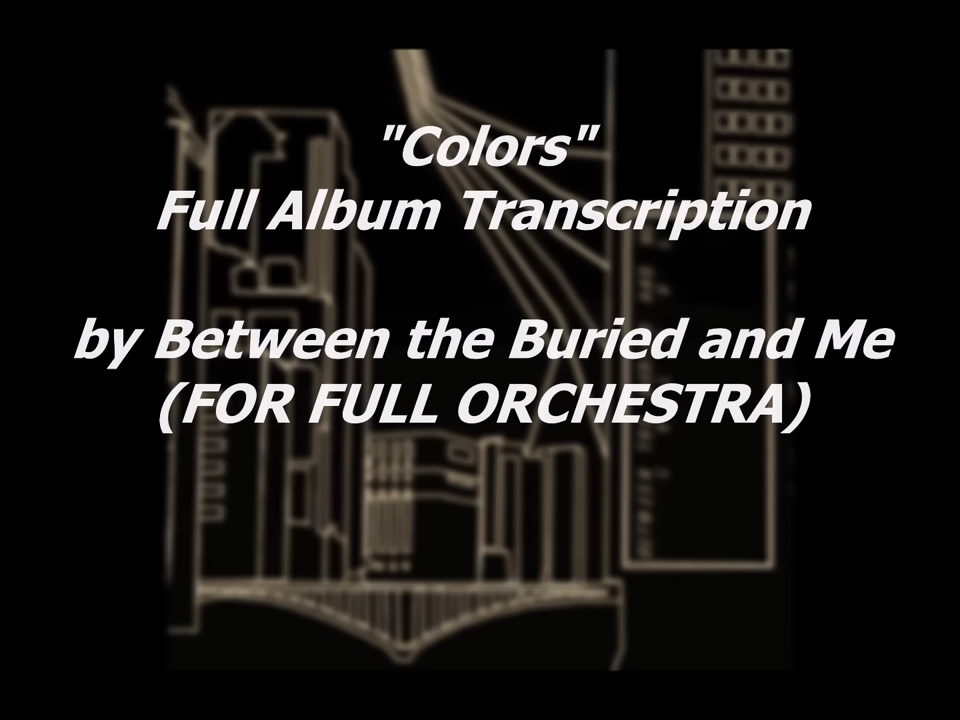 "Colors"
Full Album Transcription
by Between the Buried and Me
(FOR FULL ORCHESTRA)